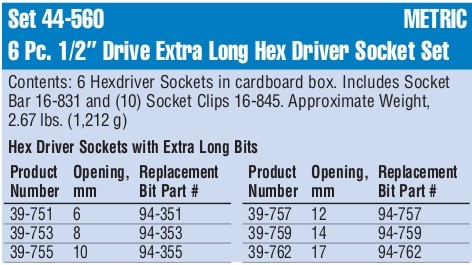 Set 44-560 METRIC
6 Pc. 1/2" Drive Extra Long Hex Driver Socket Set
Contents: 6 Hexdriver Sockets in cardboard box. Includes Socket
Bar 16-831 and (10) Socket Clips 16-845. Approximate Weight,
2.67 lbs. (1,212 g)
Hex Driver Sockets with Extra Long Bits
Product Opening, Replacement Product Opening, Replacement
Number mm Bit Part # Number mm Bit Part #
39-751 6 94-351 39-757 12 94-757
39-753 8 94-353 39-759 14 94-759
39-755 10 94-355 39-762 17 94-762